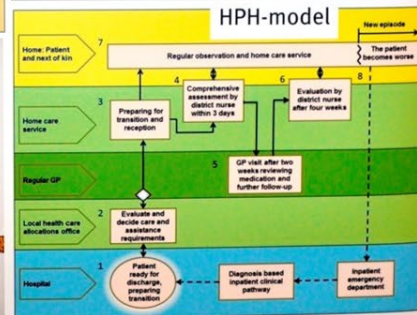 HPH-model
New episode
Home: Patient
and next of kin
7
Regular observation and home care service
The patient
becomes worse
4
6
8
Home care
service
3
Preparing for
transition and
reception
Comprehensive
assessment by
district nurse
within 3 days
Evaluation by
district nurse
after four weeks
Regular GP
5
GP visit after two
weeks reviewing
medication and
further follow-up
Local health care
allocations office
2
Evaluate and
decide care and
assistance
requirements
Hospital
1
Patient
ready for
discharge,
preparing
transition
Diagnosis based
inpatient clinical
pathway
Inpatient
emergency
department